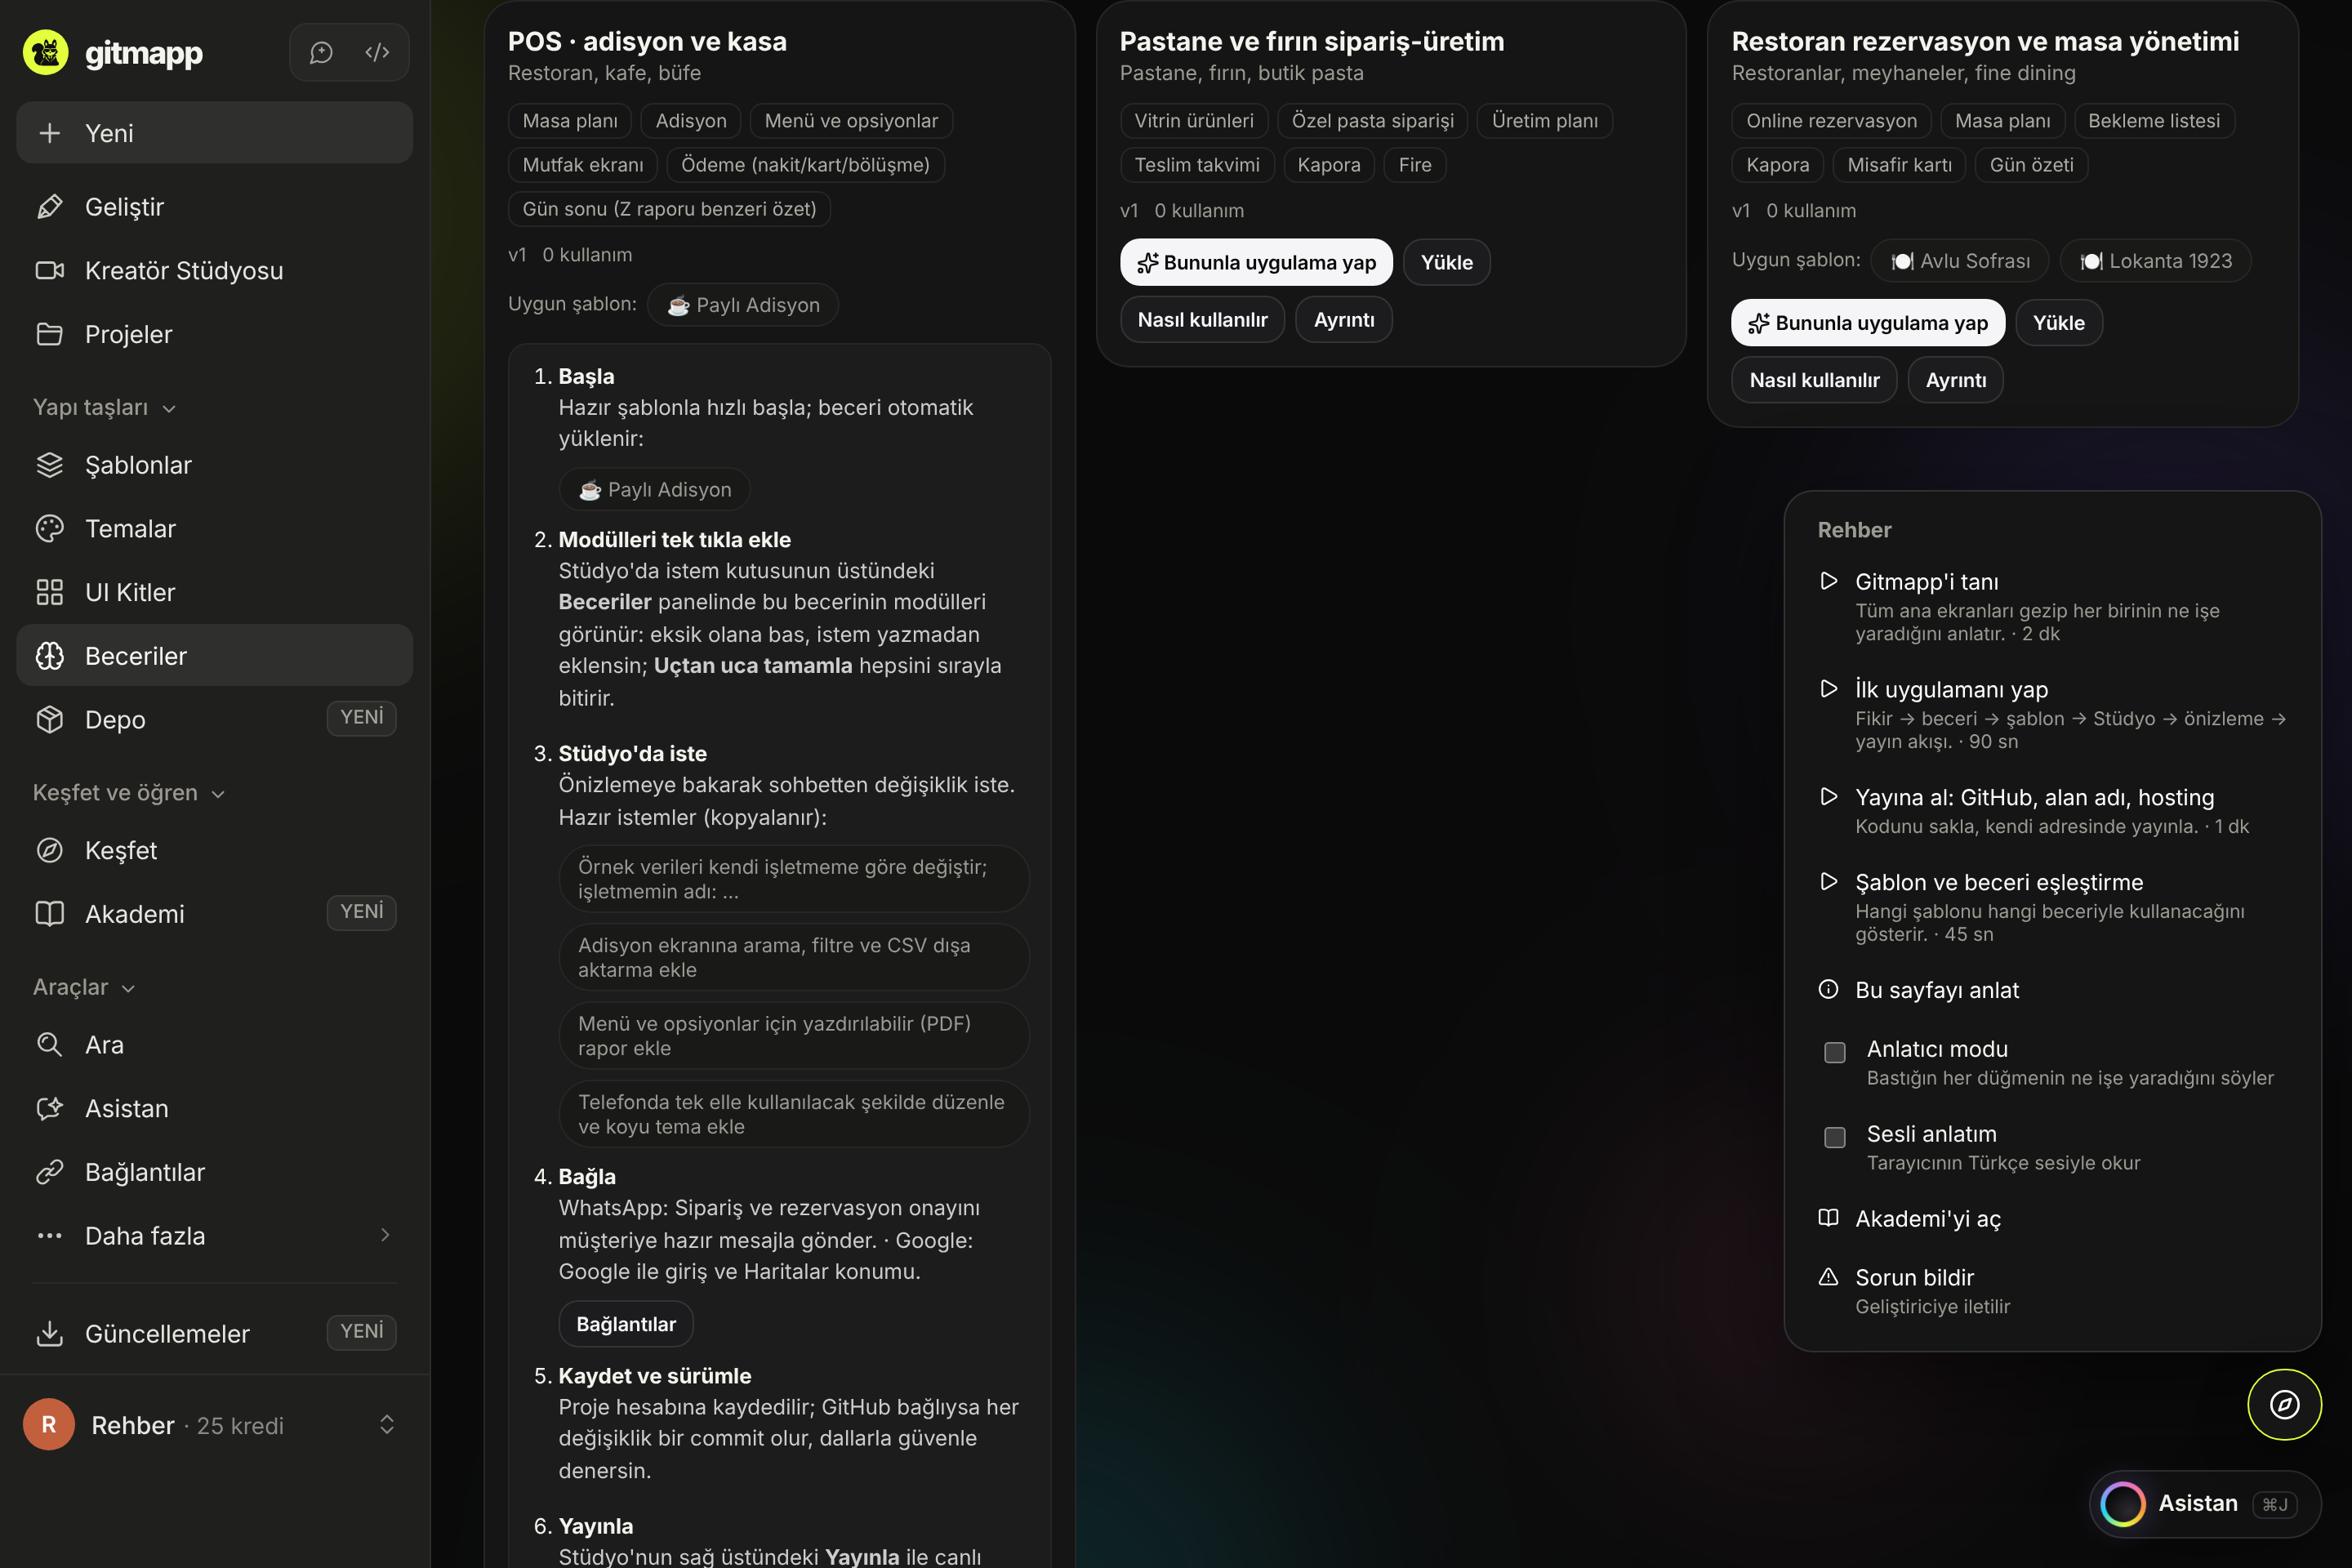 gitmapp
Yeni
Geliştir
Kreatör Stüdyosu
Projeler
Yapı taşları
Şablonlar
Temalar
UI Kitler
Beceriler
Depo YENİ
Keşfet ve öğren
Keşfet
Akademi YENİ
Araçlar
Ara
Asistan
Bağlantılar
Daha fazla
Güncellemeler YENİ
R Rehber · 25 kredi
POS · adisyon ve kasa
Restoran, kafe, büfe
Masa planı Adisyon Menü ve opsiyonlar
Mutfak ekranı Ödeme (nakit/kart/bölüşme)
Gün sonu (Z raporu benzeri özet)
v1 0 kullanım
Uygun şablon: ☕ Paylı Adisyon
1. Başla
Hazır şablonla hızlı başla; beceri otomatik
yüklenir:
☕ Paylı Adisyon
2. Modülleri tek tıkla ekle
Stüdyo'da istem kutusunun üstündeki
Beceriler panelinde bu becerinin modülleri
görünür: eksik olana bas, istem yazmadan
eklensin; Uçtan uca tamamla hepsini sırayla
bitirir.
3. Stüdyo'da iste
Önizlemeye bakarak sohbetten değişiklik iste.
Hazır istemler (kopyalanır):
Örnek verileri kendi işletmeme göre değiştir;
işletmemin adı: ...
Adisyon ekranına arama, filtre ve CSV dışa
aktarma ekle
Menü ve opsiyonlar için yazdırılabilir (PDF)
rapor ekle
Telefonda tek elle kullanılacak şekilde düzenle
ve koyu tema ekle
4. Bağla
WhatsApp: Sipariş ve rezervasyon onayını
müşteriye hazır mesajla gönder. · Google:
Google ile giriş ve Haritalar konumu.
Bağlantılar
5. Kaydet ve sürümle
Proje hesabına kaydedilir; GitHub bağlıysa her
değişiklik bir commit olur, dallarla güvenle
denersin.
6. Yayınla
Stüdyo'nun sağ üstündeki Yayınla ile canlı
Pastane ve fırın sipariş-üretim
Pastane, fırın, butik pasta
Vitrin ürünleri Özel pasta siparişi Üretim planı
Teslim takvimi Kapora Fire
v1 0 kullanım
Bununla uygulama yap Yükle
Nasıl kullanılır Ayrıntı
Restoran rezervasyon ve masa yönetimi
Restoranlar, meyhaneler, fine dining
Online rezervasyon Masa planı Bekleme listesi
Kapora Misafir kartı Gün özeti
v1 0 kullanım
Uygun şablon: 🍽️ Avlu Sofrası 🍽️ Lokanta 1923
Bununla uygulama yap Yükle
Nasıl kullanılır Ayrıntı
Rehber
Gitmapp'i tanı
Tüm ana ekranları gezip her birinin ne işe
yaradığını anlatır. · 2 dk
İlk uygulamanı yap
Fikir → beceri → şablon → Stüdyo → önizleme →
yayın akışı. · 90 sn
Yayına al: GitHub, alan adı, hosting
Kodunu sakla, kendi adresinde yayınla. · 1 dk
Şablon ve beceri eşleştirme
Hangi şablonu hangi beceriyle kullanacağını
gösterir. · 45 sn
Bu sayfayı anlat
Anlatıcı modu
Bastığın her düğmenin ne işe yaradığını söyler
Sesli anlatım
Tarayıcının Türkçe sesiyle okur
Akademi'yi aç
Sorun bildir
Geliştiriciye iletilir
Asistan ⌘J